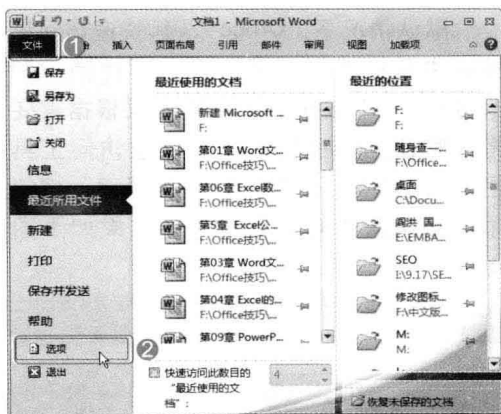 文档1 - Microsoft Word
文件
1
插入
页面布局
引用
邮件
审阅
视图
加载项
保存
另存为
打开
关闭
信息
最近所用文件
新建
打印
保存并发送
帮助
选项
2
退出
最近使用的文档
新建 Microsoft ...
F:
第01章 Word文...
F:\Office技巧\...
第06章 Excel数...
F:\Office技巧\...
第5章 Excel公...
F:\Office技巧\...
第03章 Word文...
F:\Office技巧\...
第04章 Excel的...
F:\Office技巧\...
第09章 PowerP...
快速访问此数目的
“最近使用的文
档”:
4
最近的位置
F:
F:
随身查—...
F:\Office...
桌面
C:\Docu...
国...
E:\EMBA...
SEO
I:\9.17\SE...
修改图标...
F:\中文版...
M:
M:
恢复未保存的文档